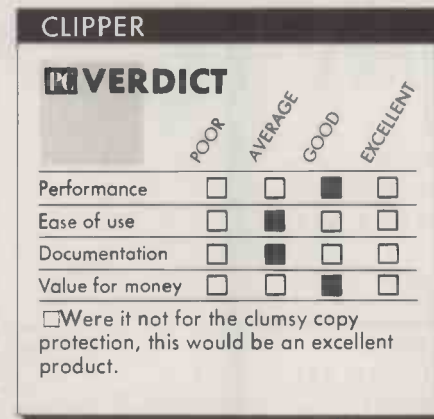 CLIPPER
PC VERDICT
POOR AVERAGE GOOD EXCELLENT
Performance
Ease of use
Documentation
Value for money
Were it not for the clumsy copy
protection, this would be an excellent
product.